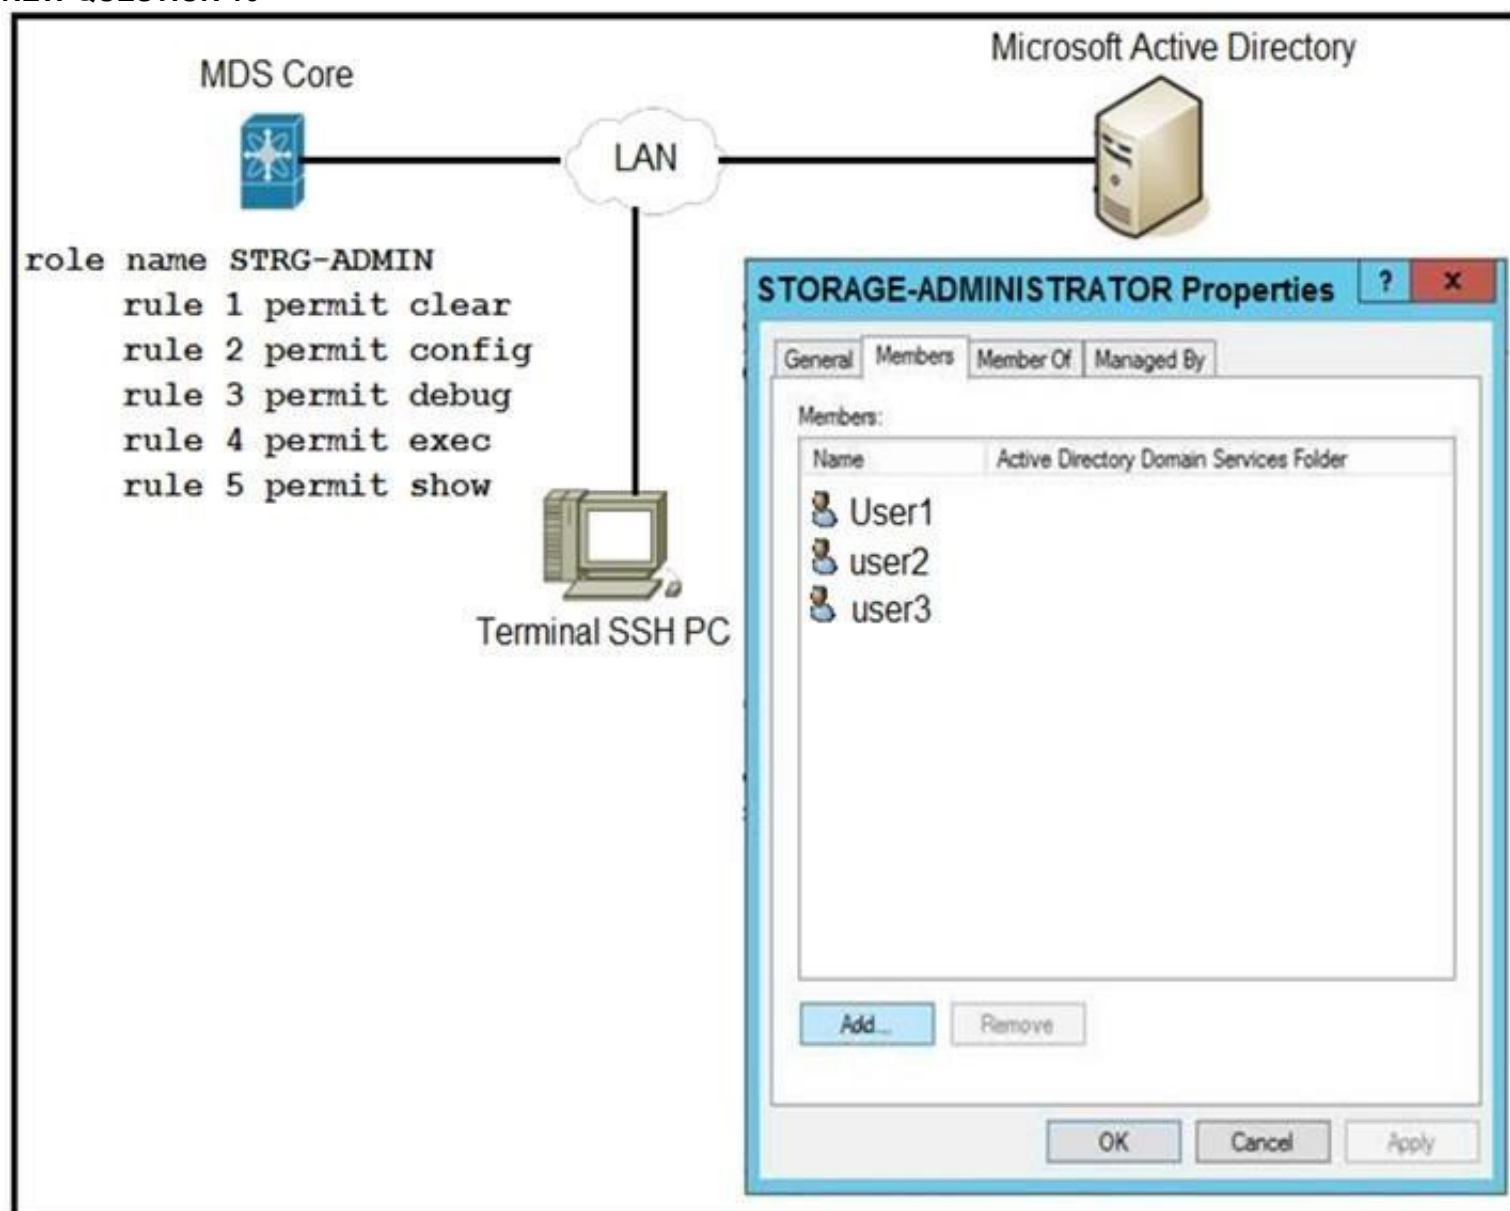 MDS Core
Microsoft Active Directory
LAN
role name STRG-ADMIN
rule 1 permit clear
rule 2 permit config
rule 3 permit debug
rule 4 permit exec
rule 5 permit show
Terminal SSH PC
STORAGE-ADMINISTRATOR Properties ? x
General Members Member Of Managed By
Members:
Name Active Directory Domain Services Folder
User1
user2
user3
Add... Remove
OK Cancel Apply